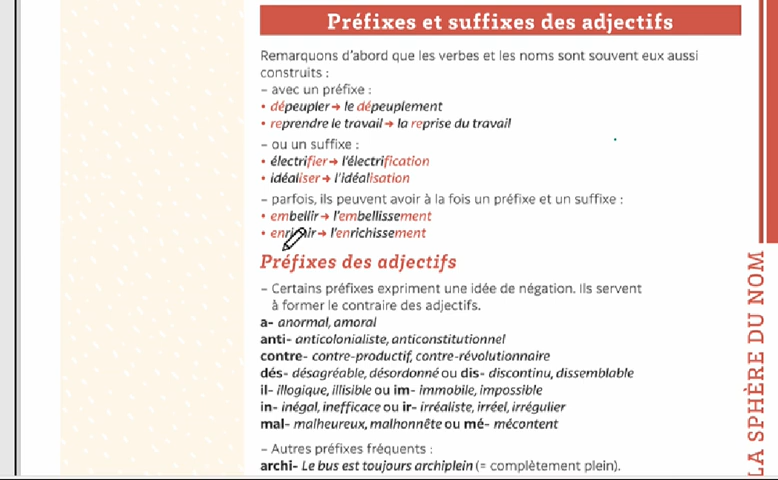 Préfixes et suffixes des adjectifs
Remarquons d'abord que les verbes et les noms sont souvent eux aussi
construits :
– avec un préfixe :
• dépeupler → le dépeuplement
• reprendre le travail → la reprise du travail
– ou un suffixe :
• électrifier → l'électrification
• idéaliser → l'idéalisation
– parfois, ils peuvent avoir à la fois un préfixe et un suffixe :
• embellir → l'embellissement
• → l'enrichissement
Préfixes des adjectifs
– Certains préfixes expriment une idée de négation. Ils servent
à former le contraire des adjectifs.
a- anormal, amoral
anti- anticolonialiste, anticonstitutionnel
contre- contre-productif, contre-révolutionnaire
dés- désagréable, désordonné ou dis- discontinu, dissemblable
il- illogique, illisible ou im- immobile, impossible
in- inégal, inefficace ou ir- irréaliste, irréel, irrégulier
mal- malheureux, malhonnête ou mé- mécontent
– Autres préfixes fréquents :
archi- Le bus est toujours archiplein (= complètement plein).
LA SPHÈRE DU NOM